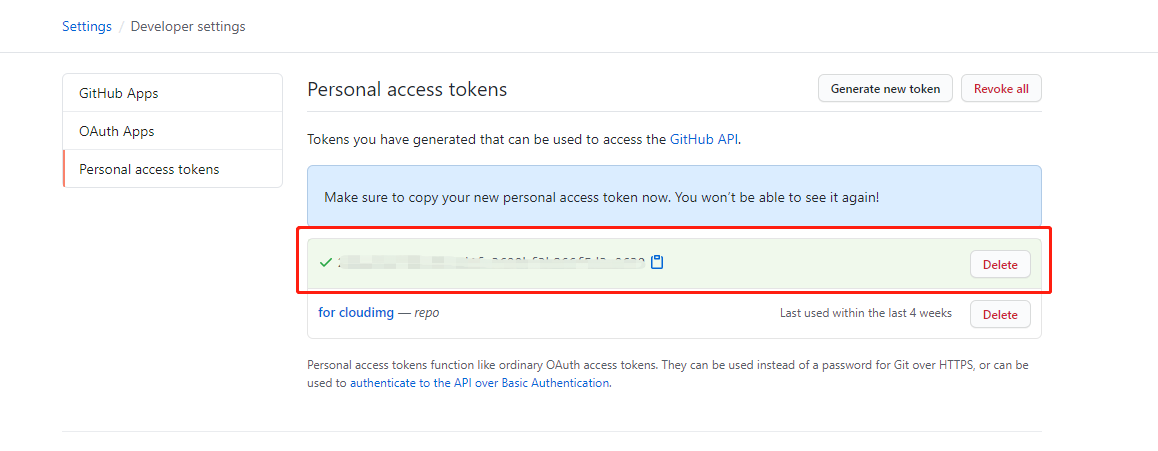 Settings / Developer settings
GitHub Apps
OAuth Apps
Personal access tokens
Personal access tokens
Generate new token
Revoke all
Tokens you have generated that can be used to access the GitHub API.
Make sure to copy your new personal access token now. You won’t be able to see it again!
Delete
for cloudimg — repo
Last used within the last 4 weeks
Delete
Personal access tokens function like ordinary OAuth access tokens. They can be used instead of a password for Git over HTTPS, or can be
used to authenticate to the API over Basic Authentication.